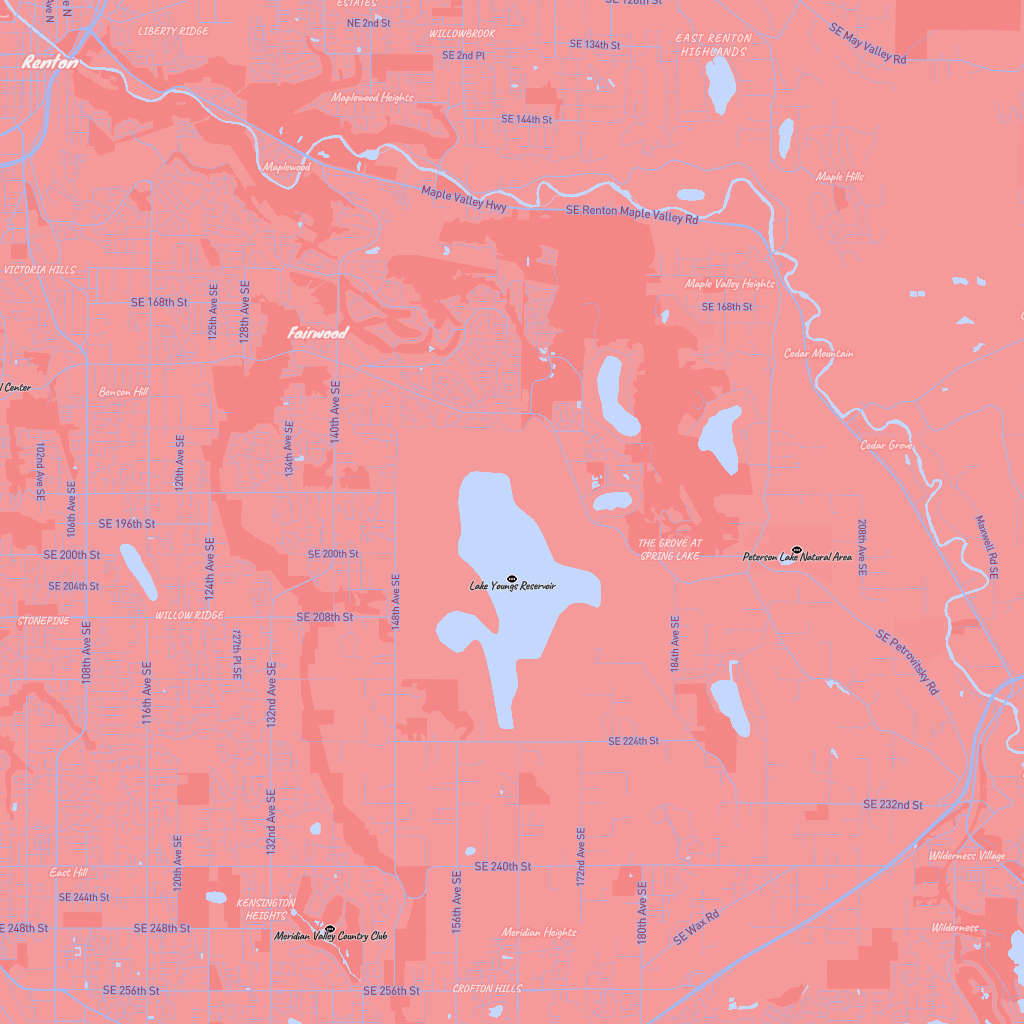 ESTATES
SE 128th St
Ave N
N
LIBERTY RIDGE
NE 2nd St
WILLOWBROOK
EAST RENTON
HIGHLANDS
SE May Valley Rd
SE 134th St
SE 2nd Pl
Renton
Maplewood Heights
SE 144th St
Maplewood
Maple Hills
Maple Valley Hwy
SE Renton Maple Valley Rd
VICTORIA HILLS
Maple Valley Heights
SE 168th St
125th Ave SE
128th Ave SE
SE 168th St
Fairwood
Cedar Mountain
l Center
Benson Hill
140th Ave SE
134th Ave SE
Cedar Grove
102nd Ave SE
120th Ave SE
106th Ave SE
SE 196th St
208th Ave SE
Maxwell Rd SE
THE GROVE AT
SPRING LAKE
SE 200th St
SE 200th St
Peterson Lake Natural Area
124th Ave SE
SE 204th St
Lake Youngs Reservoir
148th Ave SE
STONEPINE
WILLOW RIDGE
SE 208th St
108th Ave SE
127th Pl SE
184th Ave SE
SE Petrovitsky Rd
116th Ave SE
132nd Ave SE
SE 224th St
132nd Ave SE
SE 232nd St
120th Ave SE
172nd Ave SE
Wilderness Village
East Hill
SE 240th St
SE 244th St
KENSINGTON
HEIGHTS
156th Ave SE
180th Ave SE
SE Wax Rd
E 248th St
SE 248th St
Meridian Valley Country Club
Meridian Heights
Wilderness
SE 256th St
SE 256th St
CROFTON HILLS